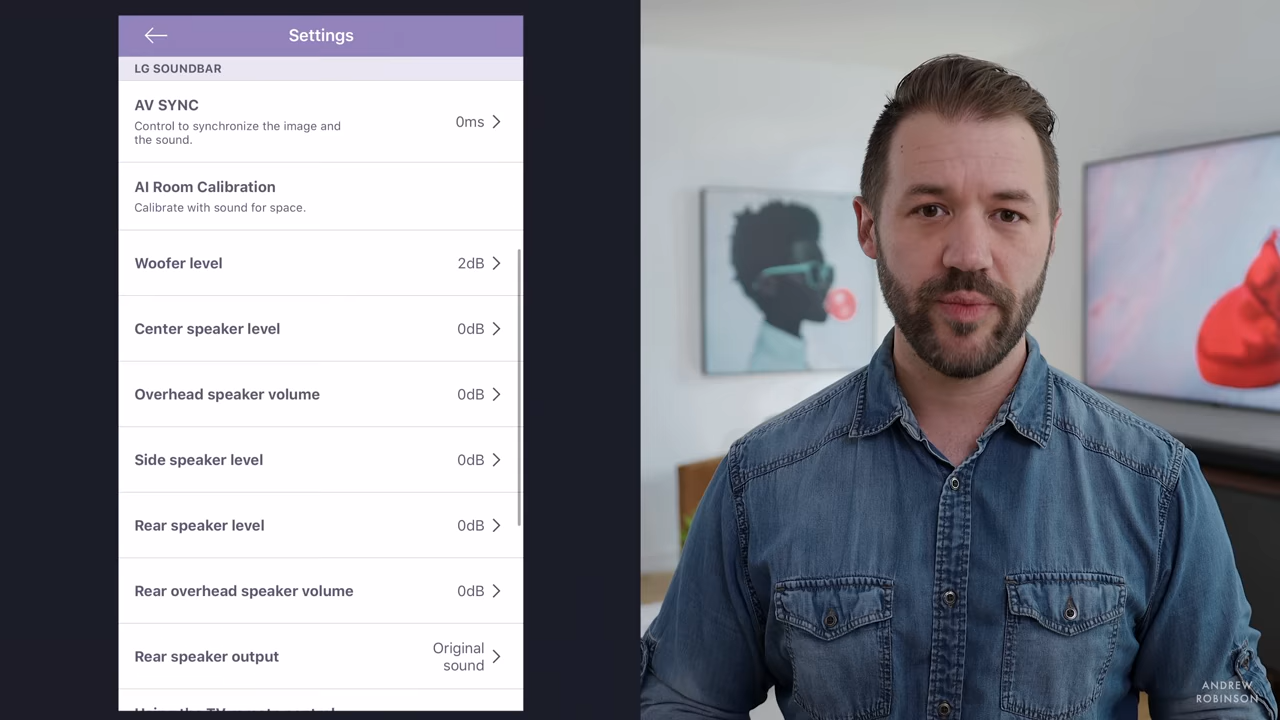 Settings
LG SOUNDBAR
AV SYNC
Control to synchronize the image and
the sound.
0ms
AI Room Calibration
Calibrate with sound for space.
Woofer level
2dB
Center speaker level
0dB
Overhead speaker volume
0dB
Side speaker level
0dB
Rear speaker level
0dB
Rear overhead speaker volume
0dB
Rear speaker output
Original
sound
ANDREW
ROBINSON